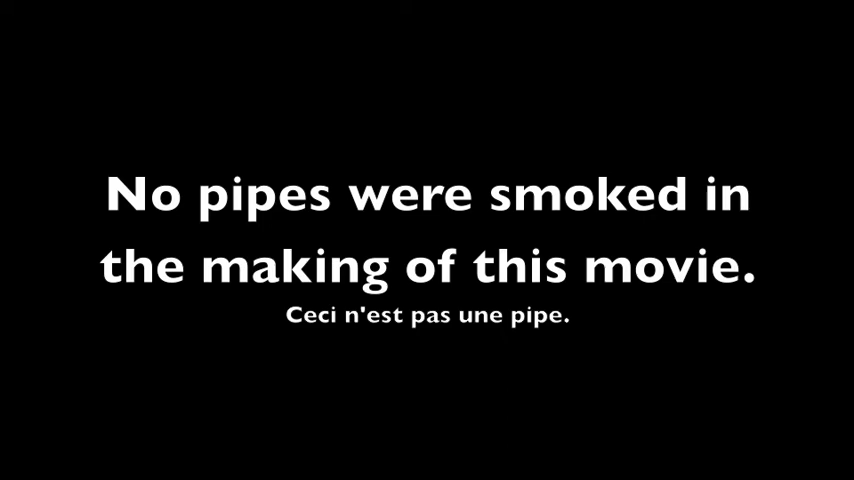 No pipes were smoked in
the making of this movie.
Ceci n'est pas une pipe.